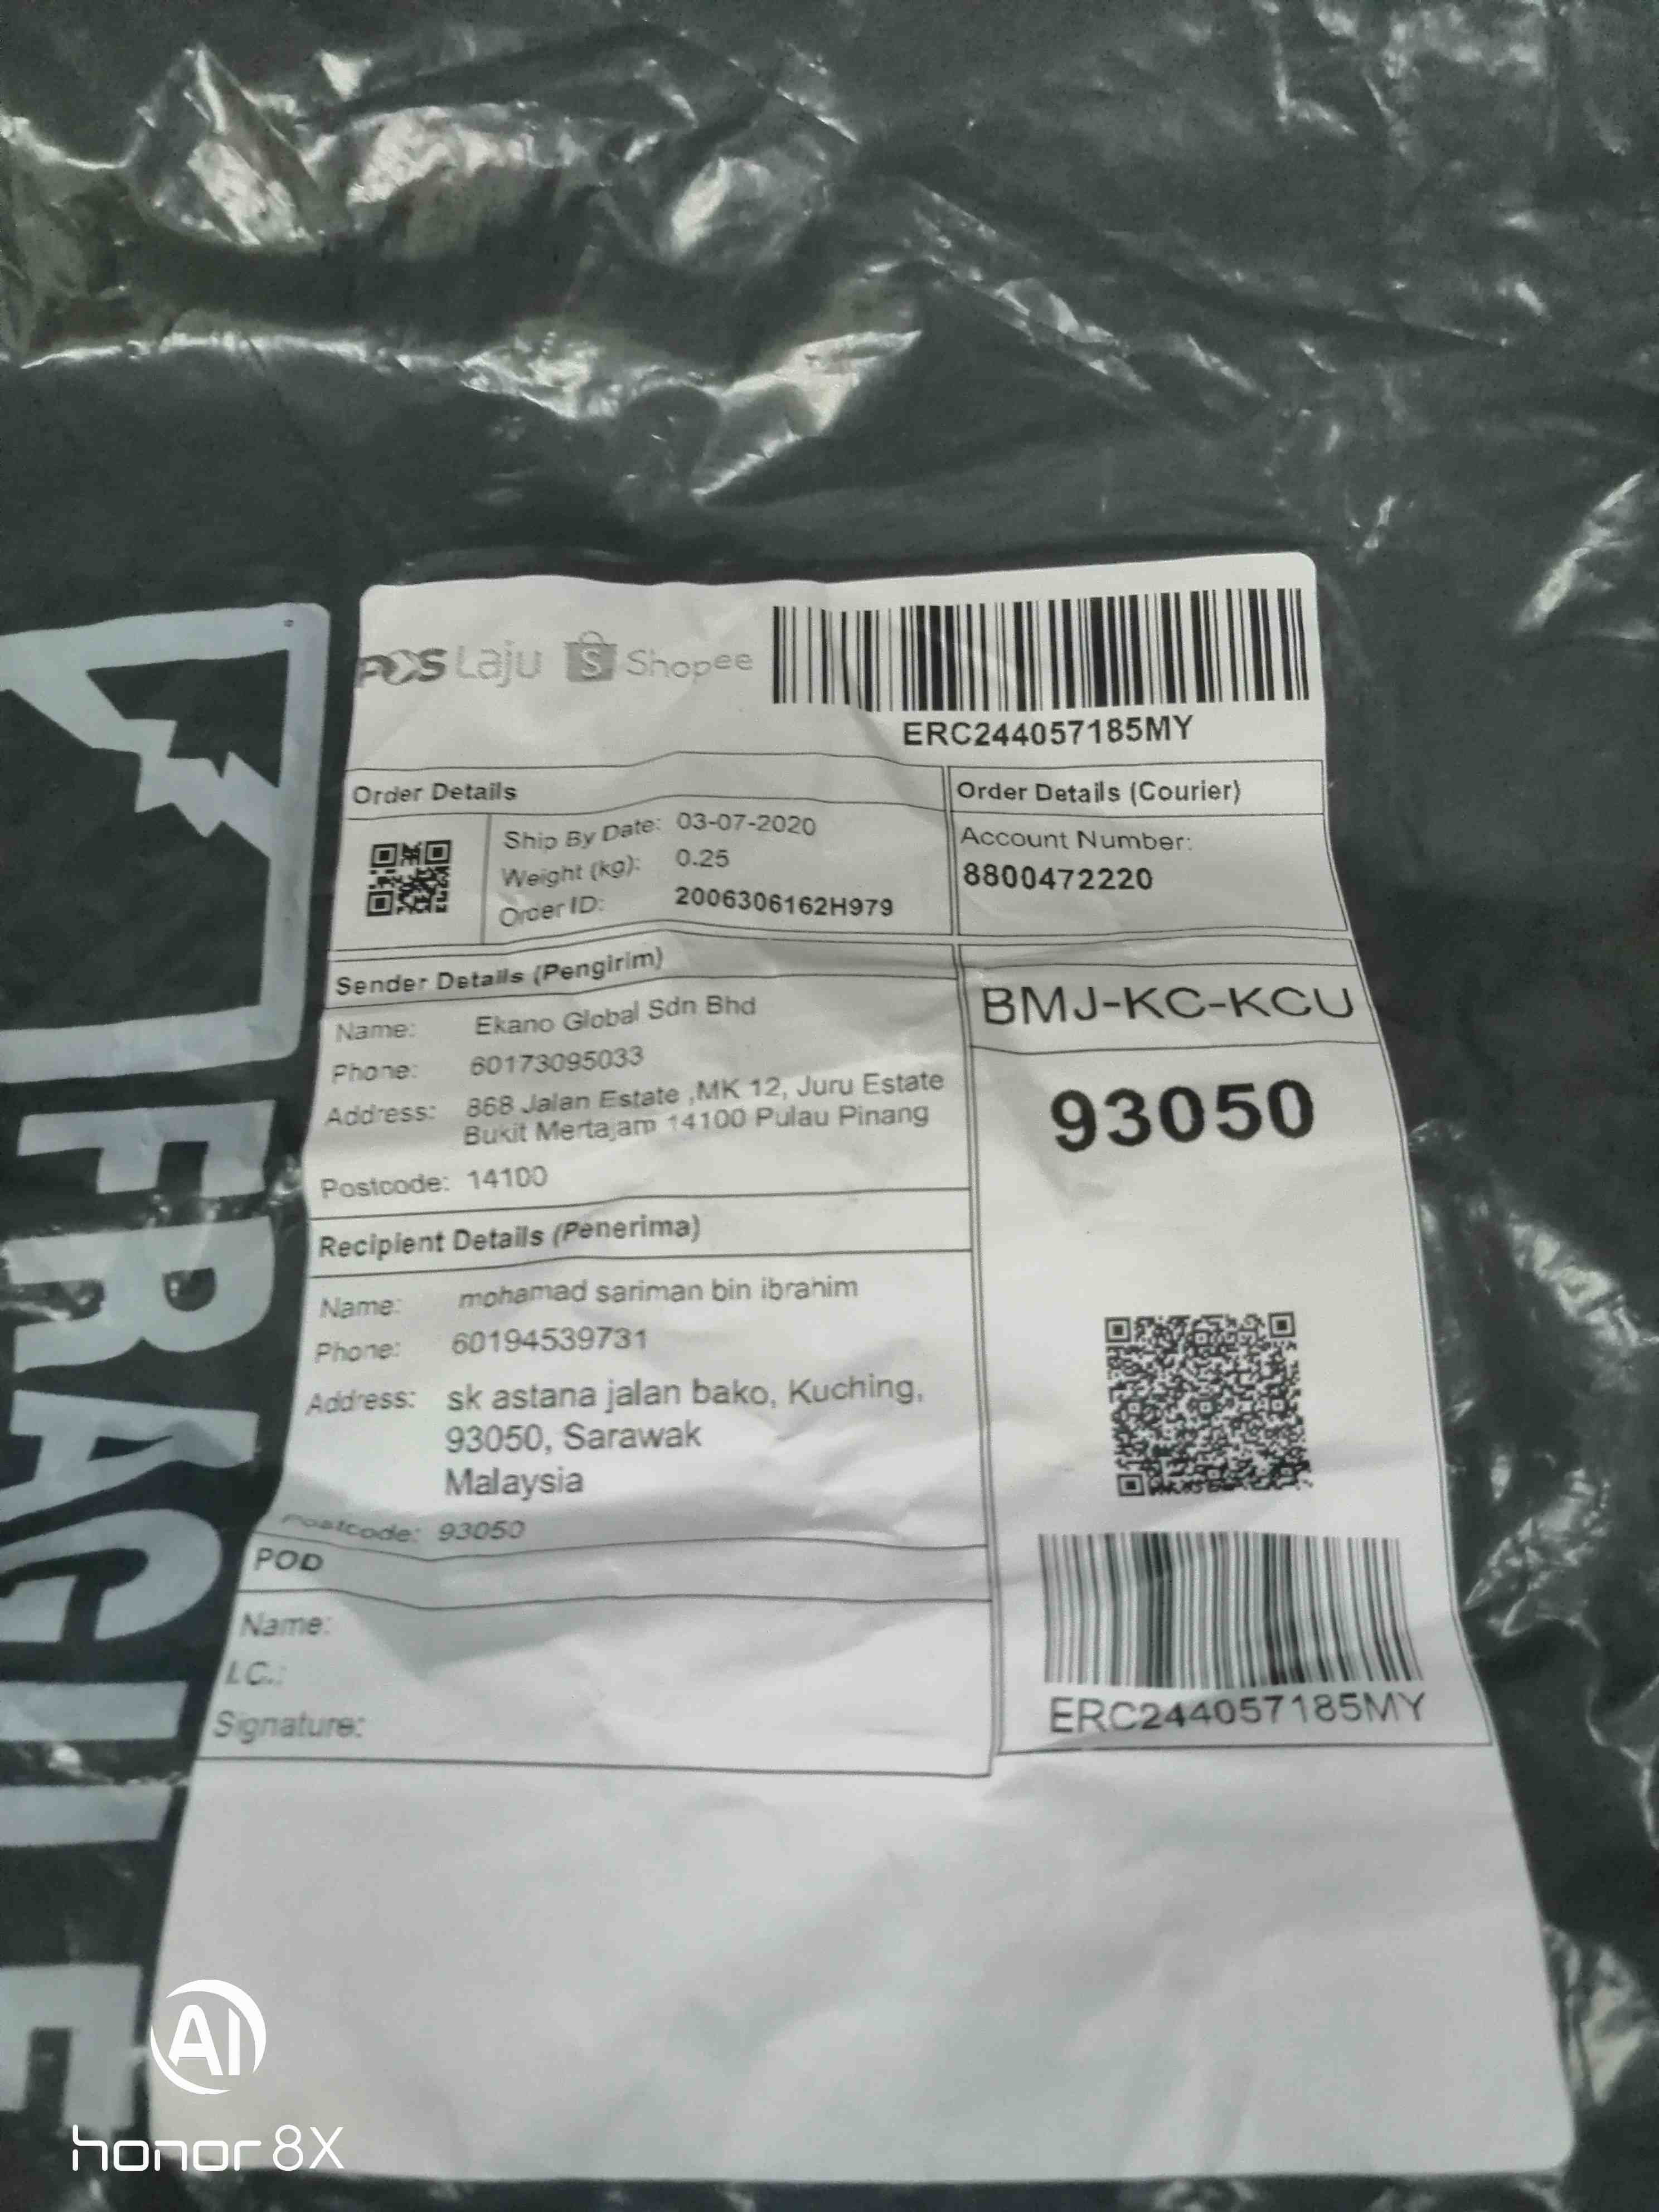 POS Laju Shopee
ERC244057185MY
Order Details
Ship By Date: 03-07-2020
Weight (kg): 0.25
Order ID: 2006306162H979
Order Details (Courier)
Account Number:
8800472220
Sender Details (Pengirim)
Name: Ekano Global Sdn Bhd
Phone: 60173095033
Address: 868 Jalan Estate ,MK 12, Juru Estate
Bukit Mertajam 14100 Pulau Pinang
Postcode: 14100
BMJ-KC-KCU
93050
Recipient Details (Penerima)
Name: mohamad sariman bin ibrahim
Phone: 60194539731
Address: sk astana jalan bako, Kuching,
93050, Sarawak
Malaysia
Postcode: 93050
POD
Name:
I.C.:
Signature:
ERC244057185MY
FRAGILE
AI
honor 8X